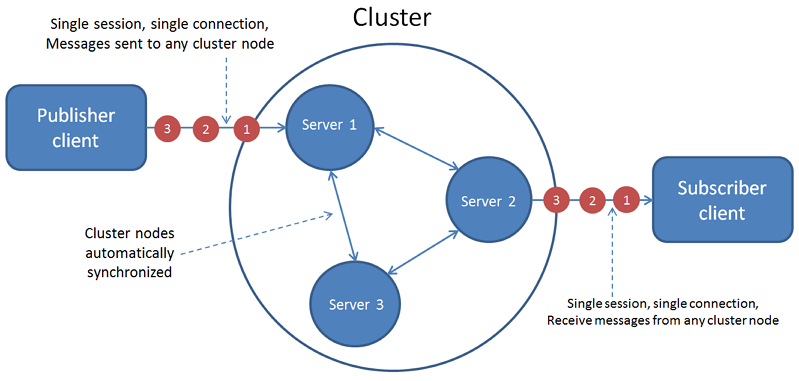 Cluster
Single session, single connection,
Messages sent to any cluster node
Publisher
client
3 2 1
Server 1
Server 2
3 2 1
Subscriber
client
Cluster nodes
automatically
synchronized
Server 3
Single session, single connection,
Receive messages from any cluster node